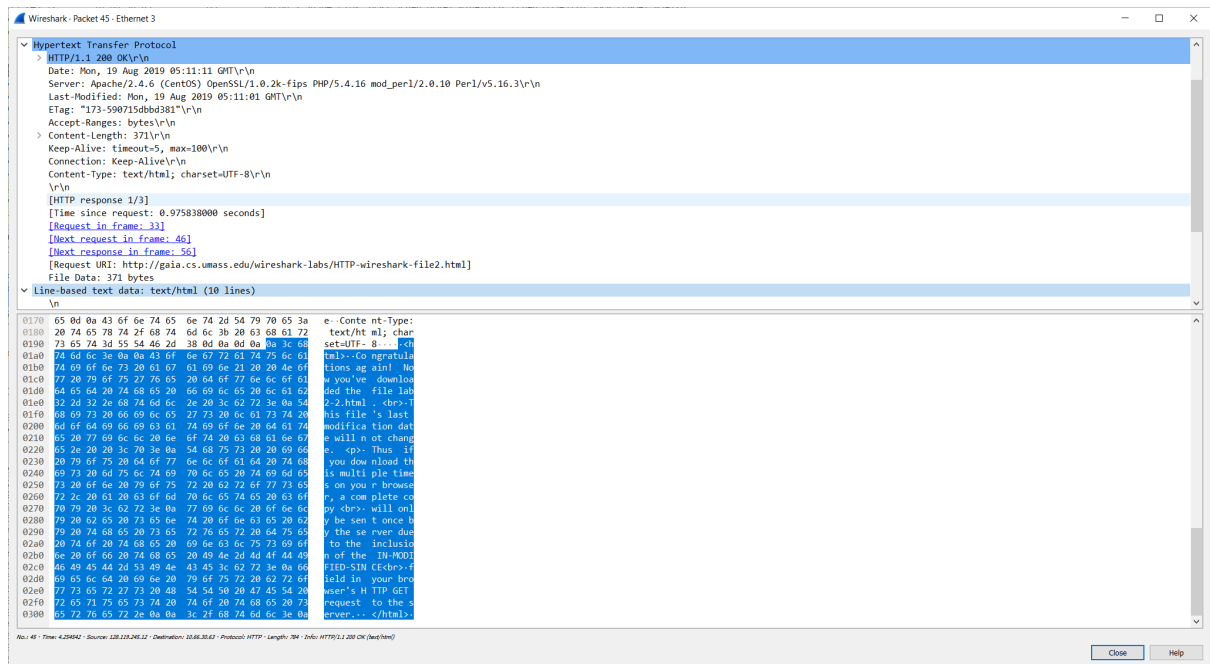 Wireshark · Packet 45 · Ethernet 3
Hypertext Transfer Protocol
HTTP/1.1 200 OK\r\n
Date: Mon, 19 Aug 2019 05:11:11 GMT\r\n
Server: Apache/2.4.6 (CentOS) OpenSSL/1.0.2k-fips PHP/5.4.16 mod_perl/2.0.10 Perl/v5.16.3\r\n
Last-Modified: Mon, 19 Aug 2019 05:11:01 GMT\r\n
ETag: "173-590715dbbd381"\r\n
Accept-Ranges: bytes\r\n
Content-Length: 371\r\n
Keep-Alive: timeout=5, max=100\r\n
Connection: Keep-Alive\r\n
Content-Type: text/html; charset=UTF-8\r\n
\r\n
[HTTP response 1/3]
[Time since request: 0.975838000 seconds]
[Request in frame: 33]
[Next request in frame: 46]
[Next response in frame: 56]
[Request URI: http://gaia.cs.umass.edu/wireshark-labs/HTTP-wireshark-file2.html]
File Data: 371 bytes
Line-based text data: text/html (10 lines)
\n
0170 65 0d 0a 43 6f 6e 74 65 6e 74 2d 54 79 70 65 3a e··Conte nt-Type:
0180 20 74 65 78 74 2f 68 74 6d 6c 3b 20 63 68 61 72 text/ht ml; char
0190 73 65 74 3d 55 54 46 2d 38 0d 0a 0d 0a 0a 3c 68 set=UTF- 8·····<h
01a0 74 6d 6c 3e 0a 0a 43 6f 6e 67 72 61 74 75 6c 61 tml>··Co ngratula
01b0 74 69 6f 6e 73 20 61 67 61 69 6e 21 20 20 4e 6f tions ag ain! No
01c0 77 20 79 6f 75 27 76 65 20 64 6f 77 6e 6c 6f 61 w you've downloa
01d0 64 65 64 20 74 68 65 20 66 69 6c 65 20 6c 61 62 ded the file lab
01e0 32 2d 32 2e 68 74 6d 6c 2e 20 3c 62 72 3e 0a 54 2-2.html . <br>·T
01f0 68 69 73 20 66 69 6c 65 27 73 20 6c 61 73 74 20 his file 's last
0200 6d 6f 64 69 66 69 63 61 74 69 6f 6e 20 64 61 74 modifica tion dat
0210 65 20 77 69 6c 6c 20 6e 6f 74 20 63 68 61 6e 67 e will n ot chang
0220 65 2e 20 20 3c 70 3e 0a 54 68 75 73 20 20 69 66 e. <p>· Thus if
0230 20 79 6f 75 20 64 6f 77 6e 6c 6f 61 64 20 74 68 you dow nload th
0240 69 73 20 6d 75 6c 74 69 70 6c 65 20 74 69 6d 65 is multi ple time
0250 73 20 6f 6e 20 79 6f 75 72 20 62 72 6f 77 73 65 s on you r browse
0260 72 2c 20 61 20 63 6f 6d 70 6c 65 74 65 20 63 6f r, a com plete co
0270 70 79 20 3c 62 72 3e 0a 77 69 6c 6c 20 6f 6e 6c py <br>· will onl
0280 79 20 62 65 20 73 65 6e 74 20 6f 6e 63 65 20 62 y be sen t once b
0290 79 20 74 68 65 20 73 65 72 76 65 72 20 64 75 65 y the se rver due
02a0 20 74 6f 20 74 68 65 20 69 6e 63 6c 75 73 69 6f to the inclusio
02b0 6e 20 6f 66 20 74 68 65 20 49 4e 2d 4d 4f 44 49 n of the IN-MODI
02c0 46 49 45 44 2d 53 49 4e 43 45 3c 62 72 3e 0a 66 FIED-SIN CE<br>·f
02d0 69 65 6c 64 20 69 6e 20 79 6f 75 72 20 62 72 6f ield in your bro
02e0 77 73 65 72 27 73 20 48 54 54 50 20 47 45 54 20 wser's H TTP GET
02f0 72 65 71 75 65 73 74 20 74 6f 20 74 68 65 20 73 request to the s
0300 65 72 76 65 72 2e 0a 0a 3c 2f 68 74 6d 6c 3e 0a erver.·· </html>·
No.: 45 · Time: 4.254542 · Source: 128.119.245.12 · Destination: 10.66.30.63 · Protocol: HTTP · Length: 784 · Info: HTTP/1.1 200 OK (text/html)
Close Help